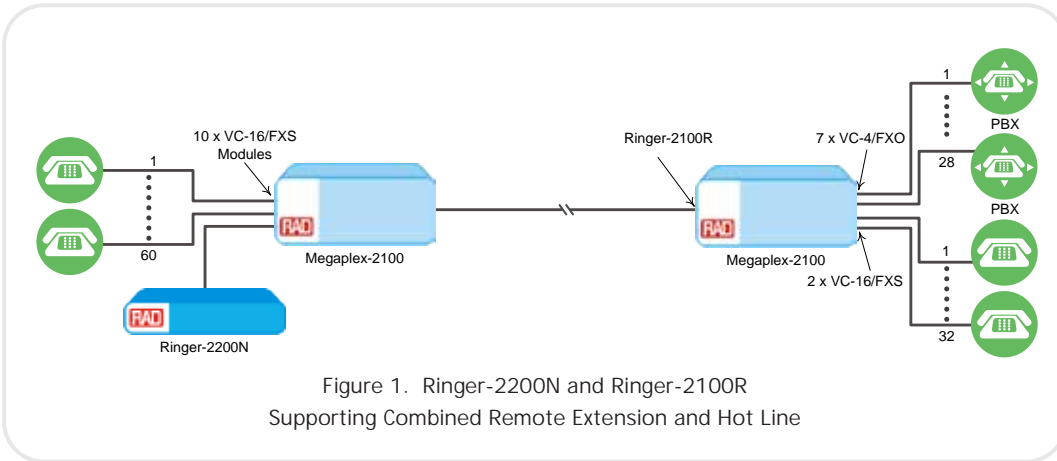 10 x VC-16/FXS
Modules
1
60
RAD
Megaplex-2100
RAD
Ringer-2200N
Ringer-2100R
RAD
Megaplex-2100
7 x VC-4/FXO
2 x VC-16/FXS
1
PBX
28
PBX
1
32
Figure 1. Ringer-2200N and Ringer-2100R
Supporting Combined Remote Extension and Hot Line